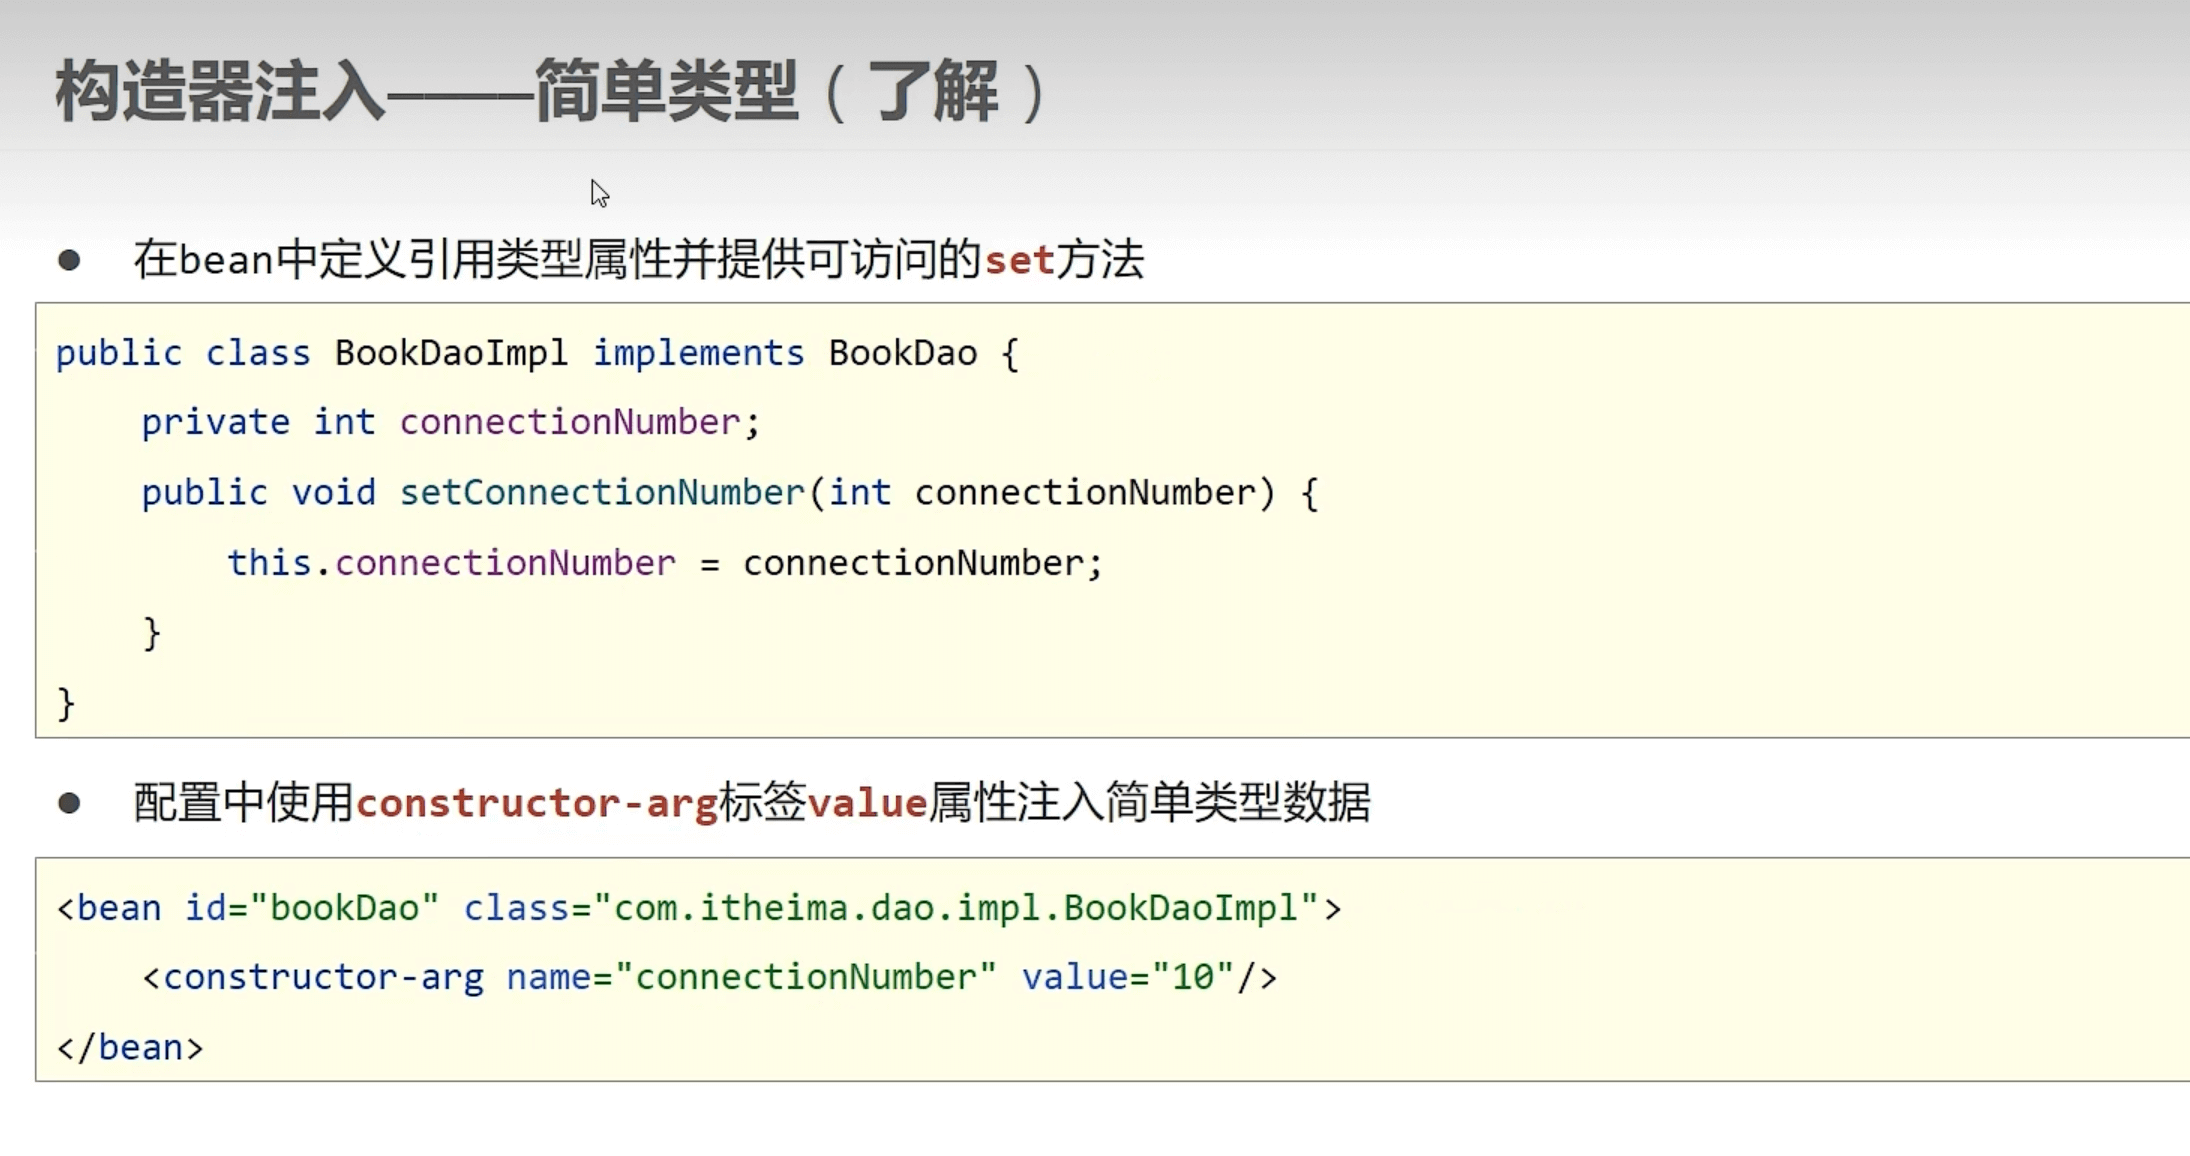 构造器注入——简单类型（了解）
● 在bean中定义引用类型属性并提供可访问的set方法
public class BookDaoImpl implements BookDao {
    private int connectionNumber;
    public void setConnectionNumber(int connectionNumber) {
        this.connectionNumber = connectionNumber;
    }
}
● 配置中使用constructor-arg标签value属性注入简单类型数据
<bean id="bookDao" class="com.itheima.dao.impl.BookDaoImpl">
    <constructor-arg name="connectionNumber" value="10"/>
</bean>